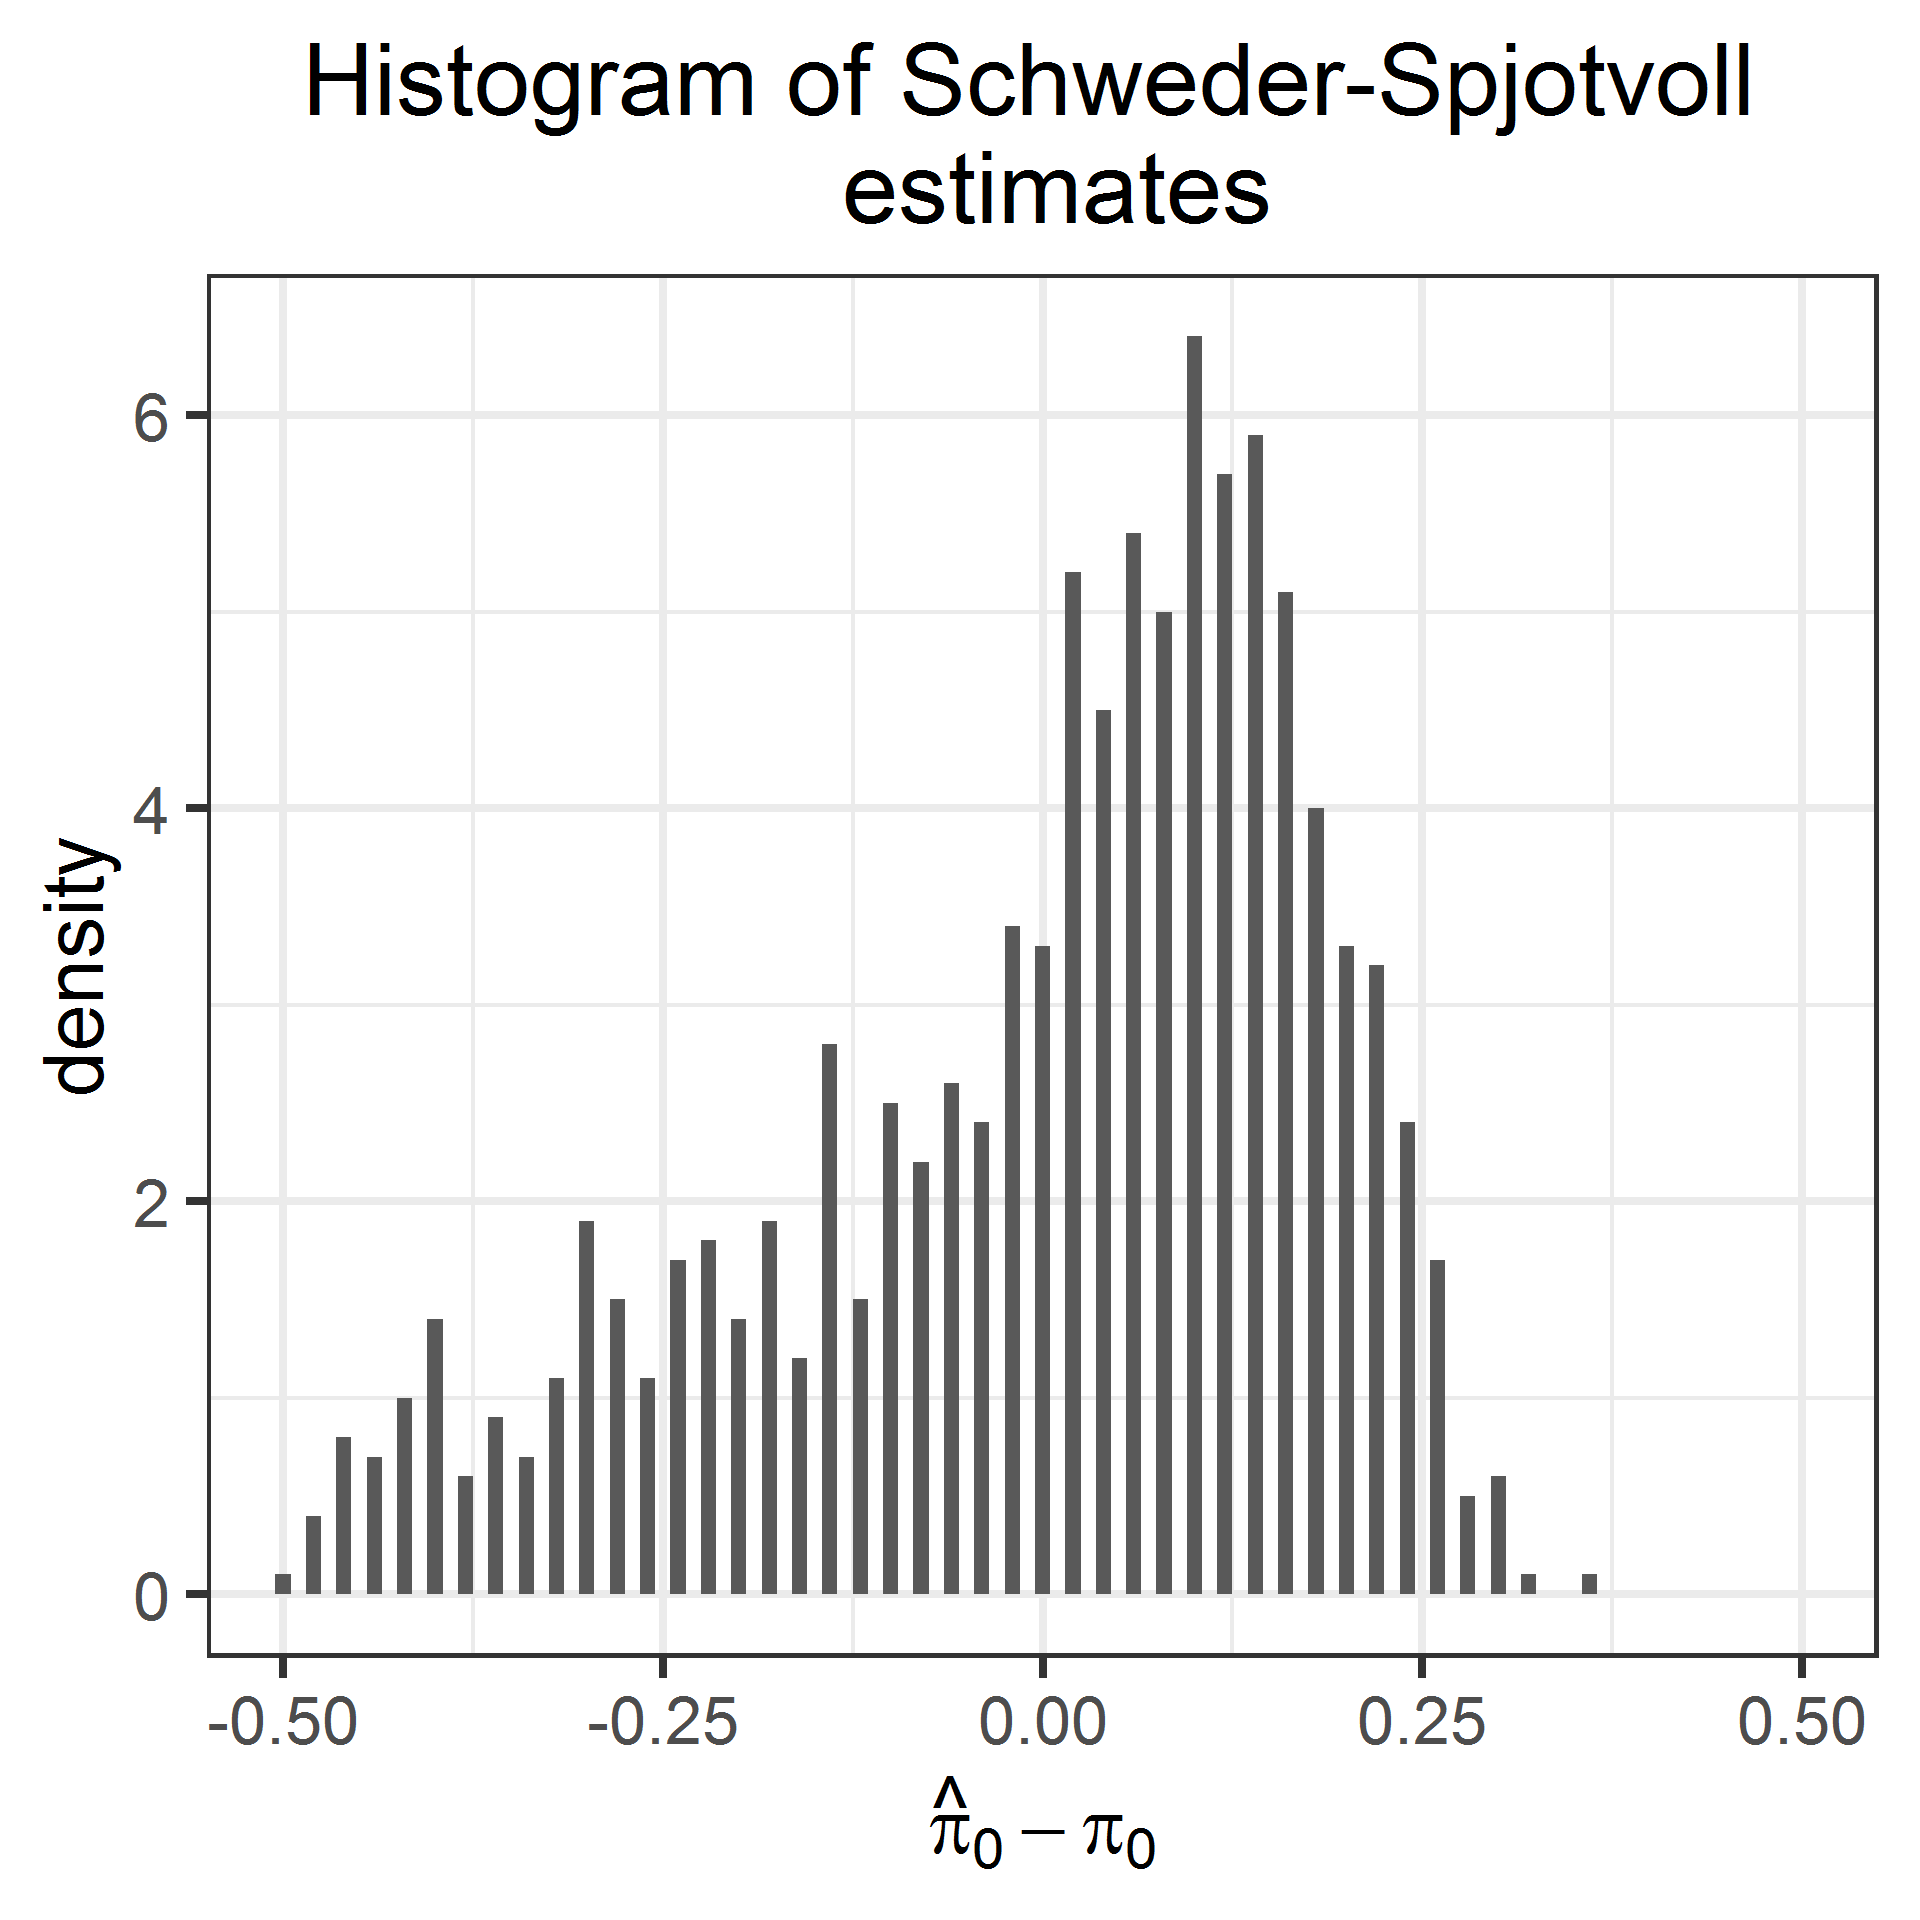 Histogram of Schweder-Spjotvoll
estimates
density
6
4
2
0
-0.50 -0.25 0.00 0.25 0.50
π̂₀ − π₀